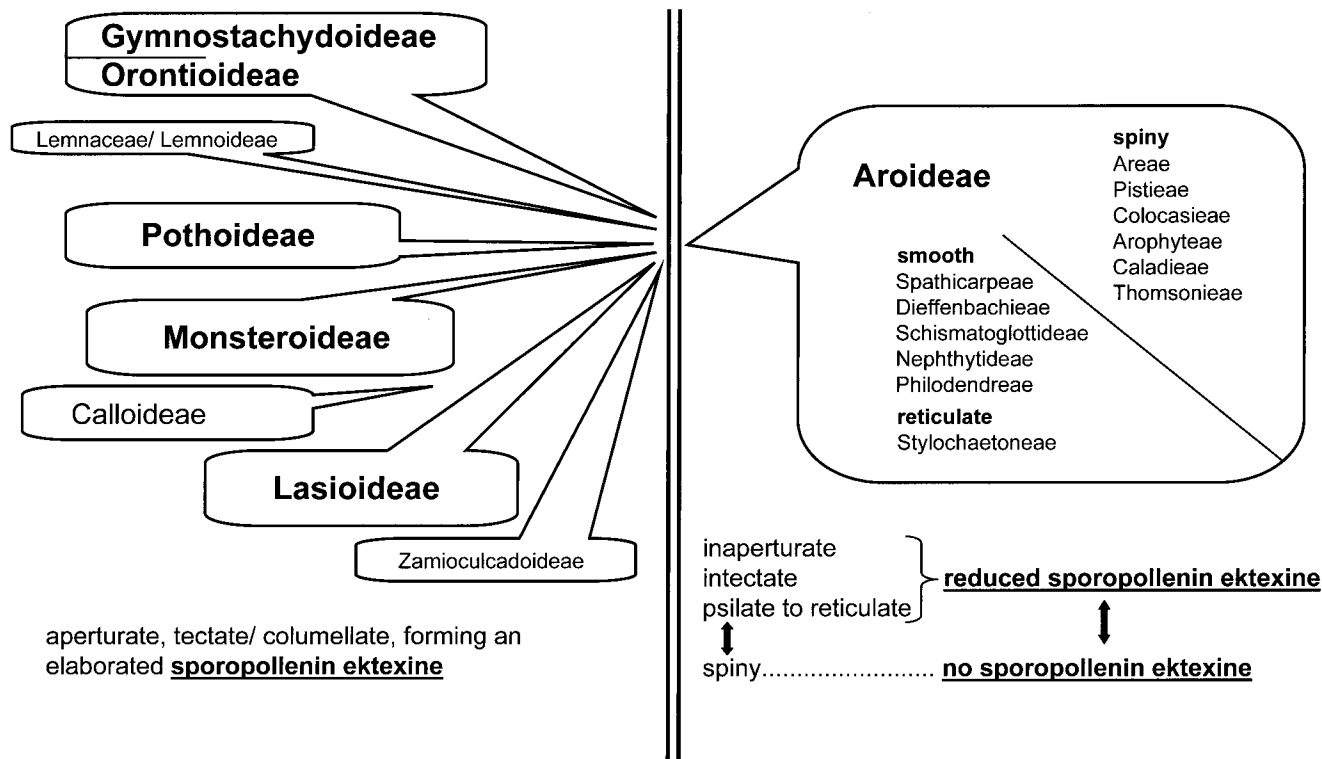 Gymnostachydoideae
Orontioideae
Lemnaceae/ Lemnoideae
Pothoideae
Monsteroideae
Calloideae
Lasioideae
Zamioculcadoideae
aperturate, tectate/ columellate, forming an
elaborated sporopollenin ektexine
Aroideae
spiny
Areae
Pistieae
Colocasieae
Arophyteae
Caladieae
Thomsonieae
smooth
Spathicarpeae
Dieffenbachieae
Schismatoglottideae
Nephthytideae
Philodendreae
reticulate
Stylochaetoneae
inaperturate
intectate
psilate to reticulate
reduced sporopollenin ektexine
spiny........................ no sporopollenin ektexine